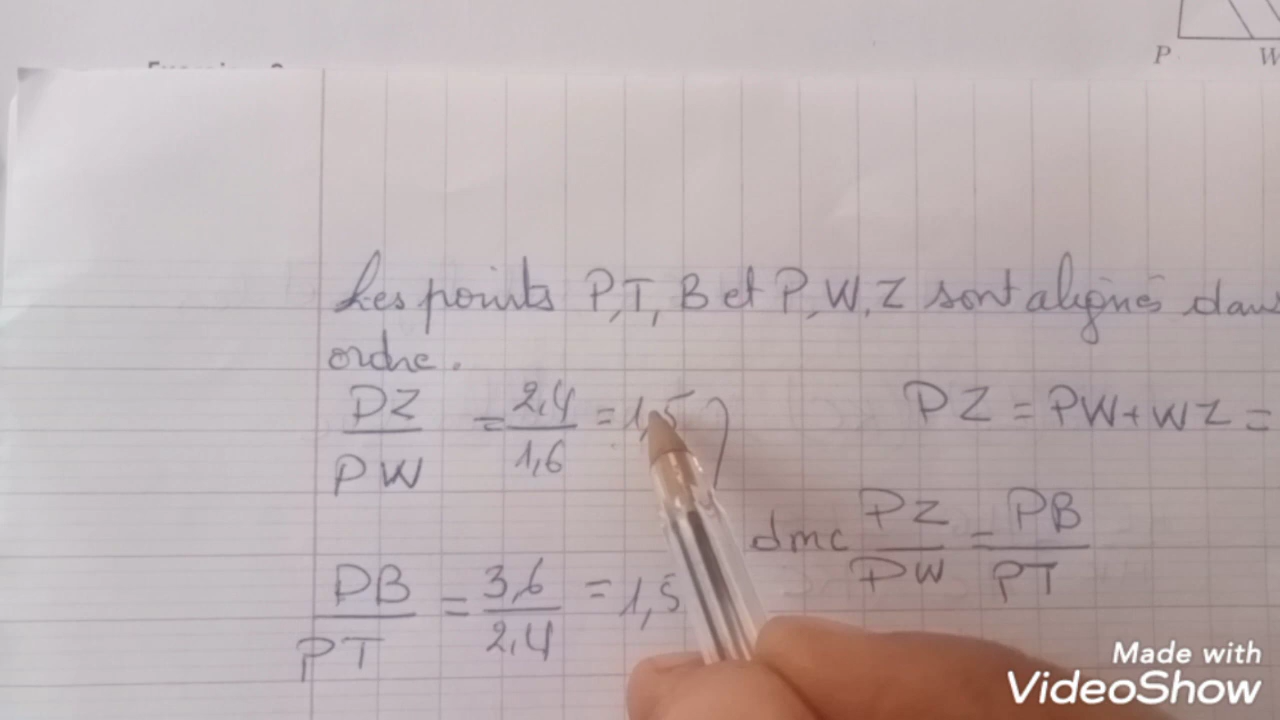 P W
Les points P, T, B et P, W, Z sont alignés dans
ordre.
PZ/PW = 2,4/1,6 = 1,5 PZ = PW + WZ =
donc PZ/PW = PB/PT
PB/PT = 3,6/2,4 = 1,5
Made with
VideoShow